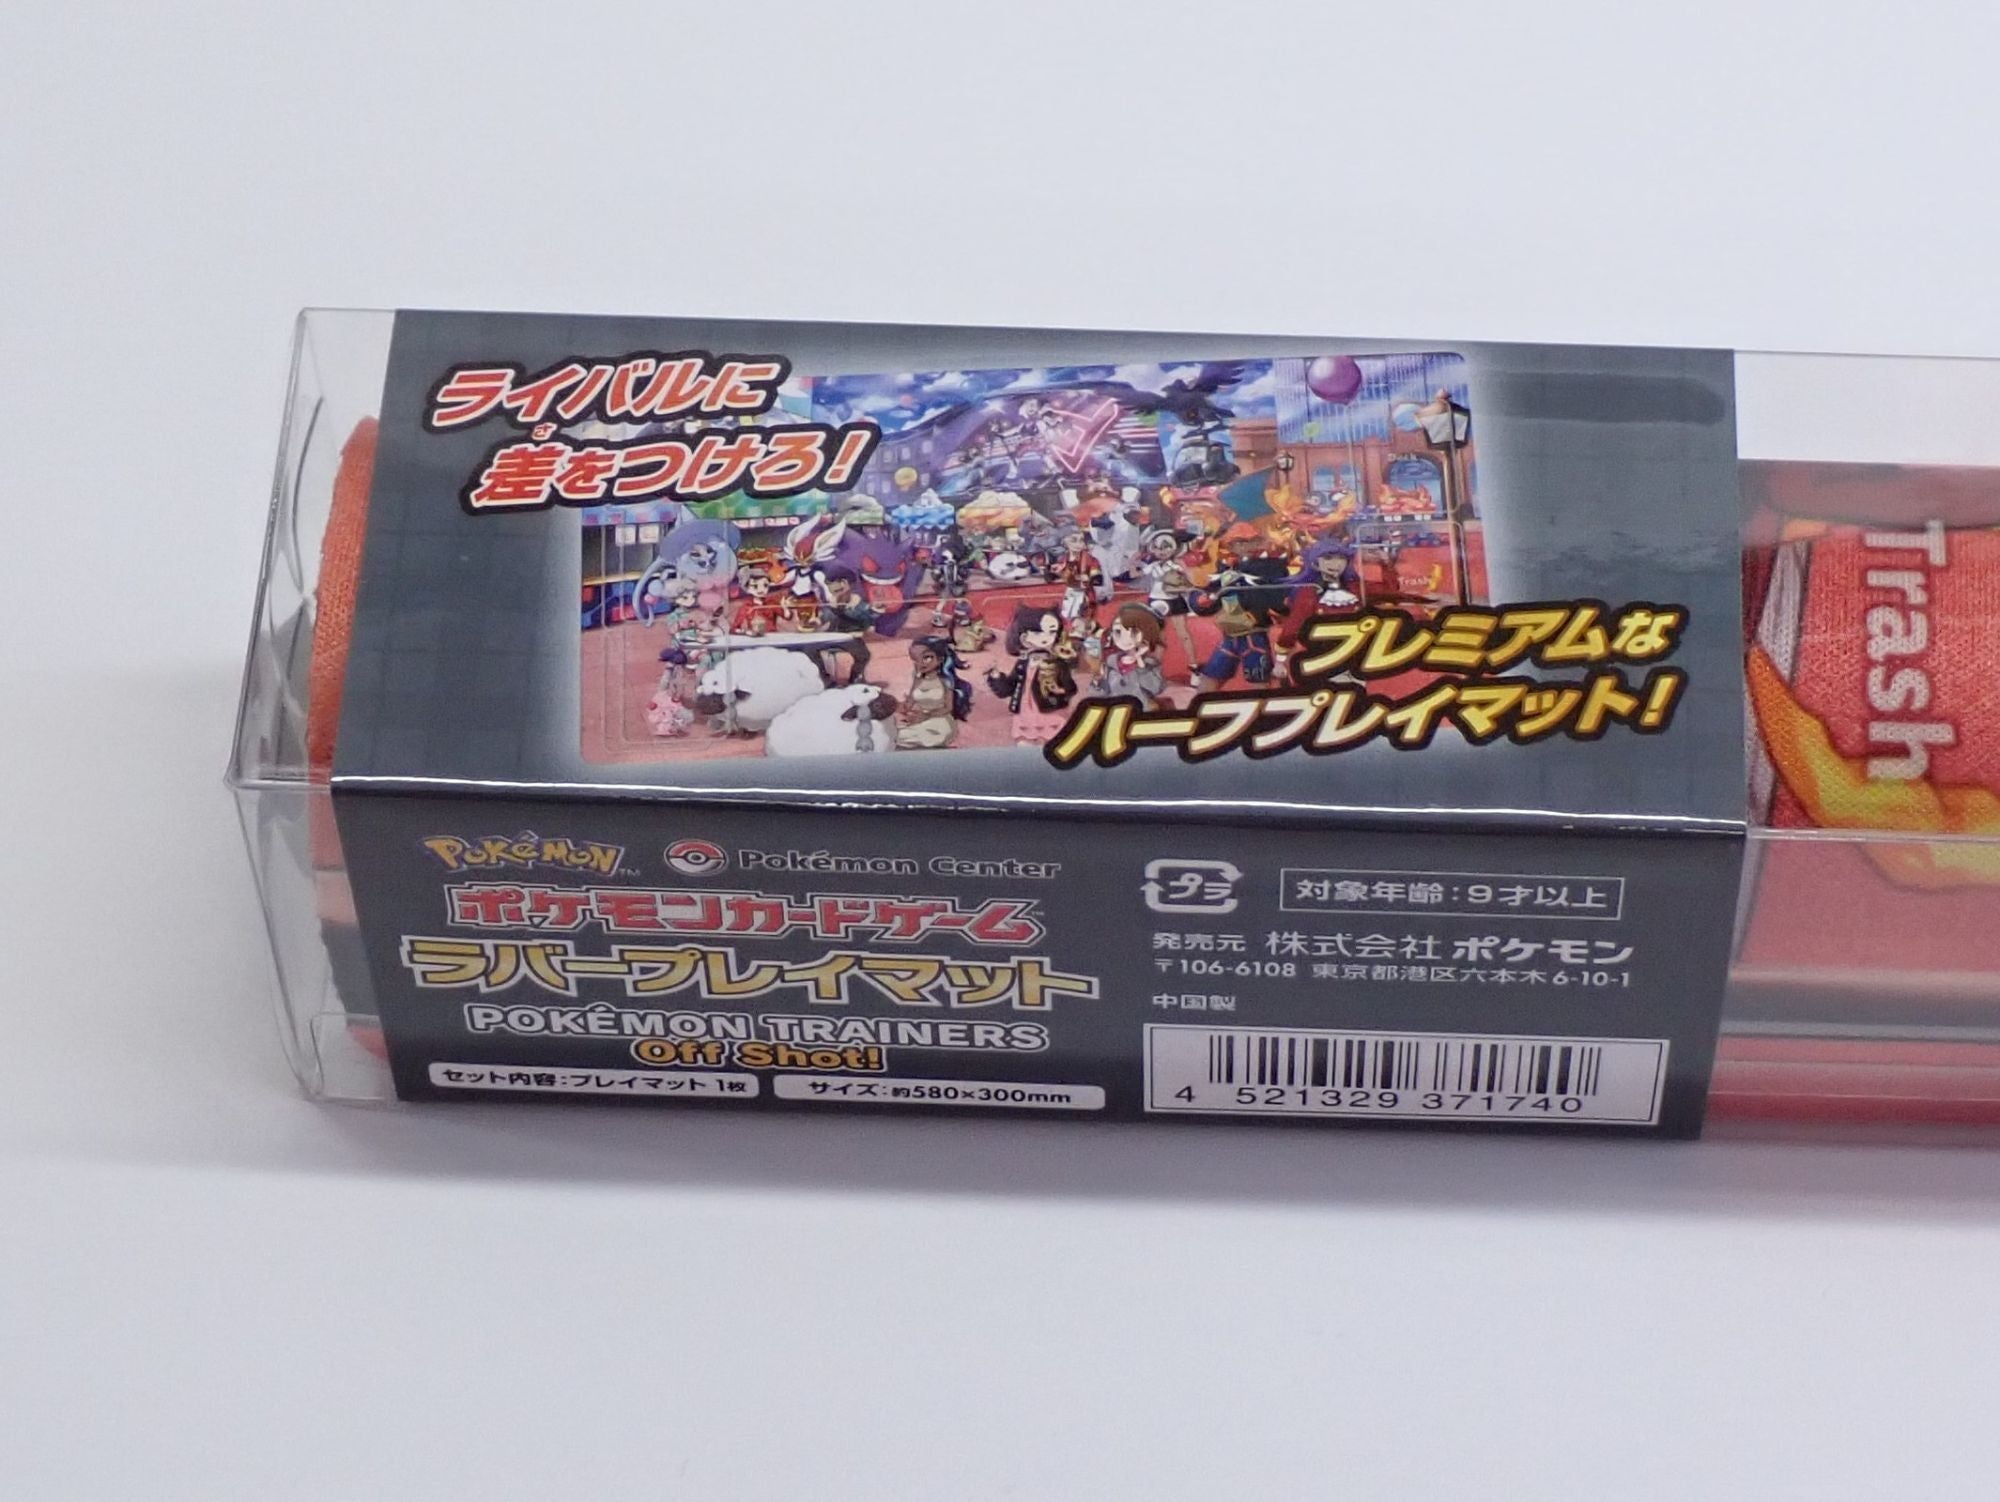 ライバルに
差をつけろ!
さ
Deck
Trash
プレミアムな
ハーフプレイマット!
Trash
POKÉMON™
Pokémon Center
ポケモンカードゲーム
ラバープレイマット
POKÉMON TRAINERS
Off Shot!
セット内容:プレイマット 1枚
サイズ:約580×300mm
プラ
対象年齢:9才以上
発売元 株式会社 ポケモン
〒106-6108 東京都港区六本木 6-10-1
中国製
4 521329 371740